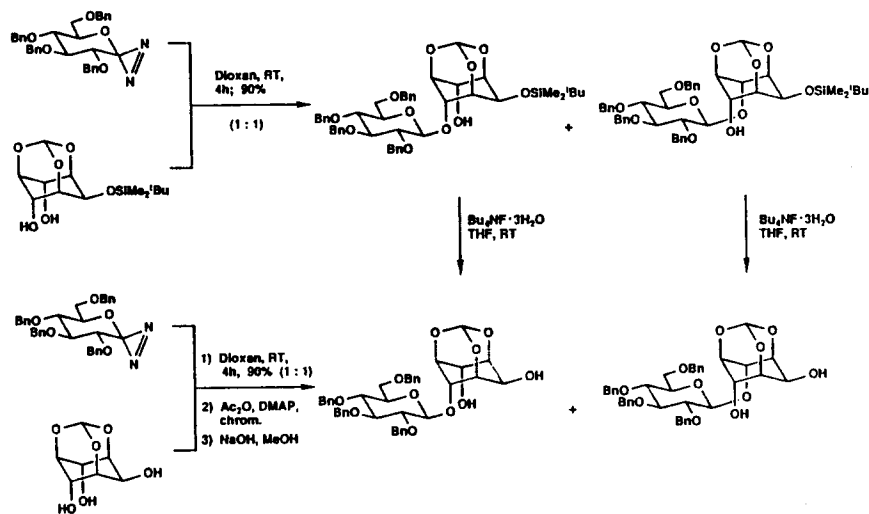 OBn
BnO
O
N
BnO
BnO
N
O
O
O
OSiMe₂ᵗBu
HO
OH
Dioxan, RT,
4h; 90%
(1 : 1)
O
O
O
OBn
OSiMe₂ᵗBu
BnO
O
OH
BnO
O
BnO
+
O
O
O
OBn
OSiMe₂ᵗBu
BnO
O
BnO
O
BnO
OH
Bu₄NF · 3H₂O
THF, RT
Bu₄NF · 3H₂O
THF, RT
OBn
BnO
O
N
BnO
BnO
N
O
O
O
OH
OH
HO
1) Dioxan, RT,
4h, 90% (1 : 1)
2) Ac₂O, DMAP,
chrom.
3) NaOH, MeOH
O
O
O
OBn
OH
BnO
O
OH
BnO
O
BnO
+
O
O
O
OBn
OH
BnO
O
BnO
O
BnO
OH